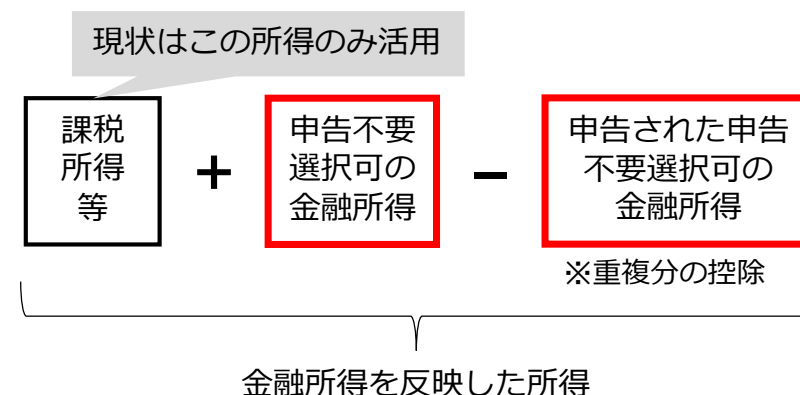 現状はこの所得のみ活用
課税
所得
等
＋
申告不要
選択可の
金融所得
－
申告された申告
不要選択可の
金融所得
※重複分の控除
金融所得を反映した所得